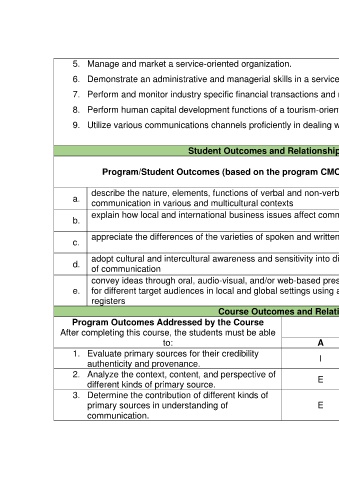 5. Manage and market a service-oriented organization.
6. Demonstrate an administrative and managerial skills in a service
7. Perform and monitor industry specific financial transactions and
8. Perform human capital development functions of a tourism-orien
9. Utilize various communications channels proficiently in dealing w
Student Outcomes and Relationship
Program/Student Outcomes (based on the program CMO
a. describe the nature, elements, functions of verbal and non-verb
communication in various and multicultural contexts
b. explain how local and international business issues affect comm
c. appreciate the differences of the varieties of spoken and written
d. adopt cultural and intercultural awareness and sensitivity into di
of communication
e. convey ideas through oral, audio-visual, and/or web-based pres
for different target audiences in local and global settings using a
registers
Course Outcomes and Relati
Program Outcomes Addressed by the Course
After completing this course, the students must be able
to:
A
1. Evaluate primary sources for their credibility
authenticity and provenance.
I
2. Analyze the context, content, and perspective of
different kinds of primary source.
E
3. Determine the contribution of different kinds of
primary sources in understanding of
communication.
E